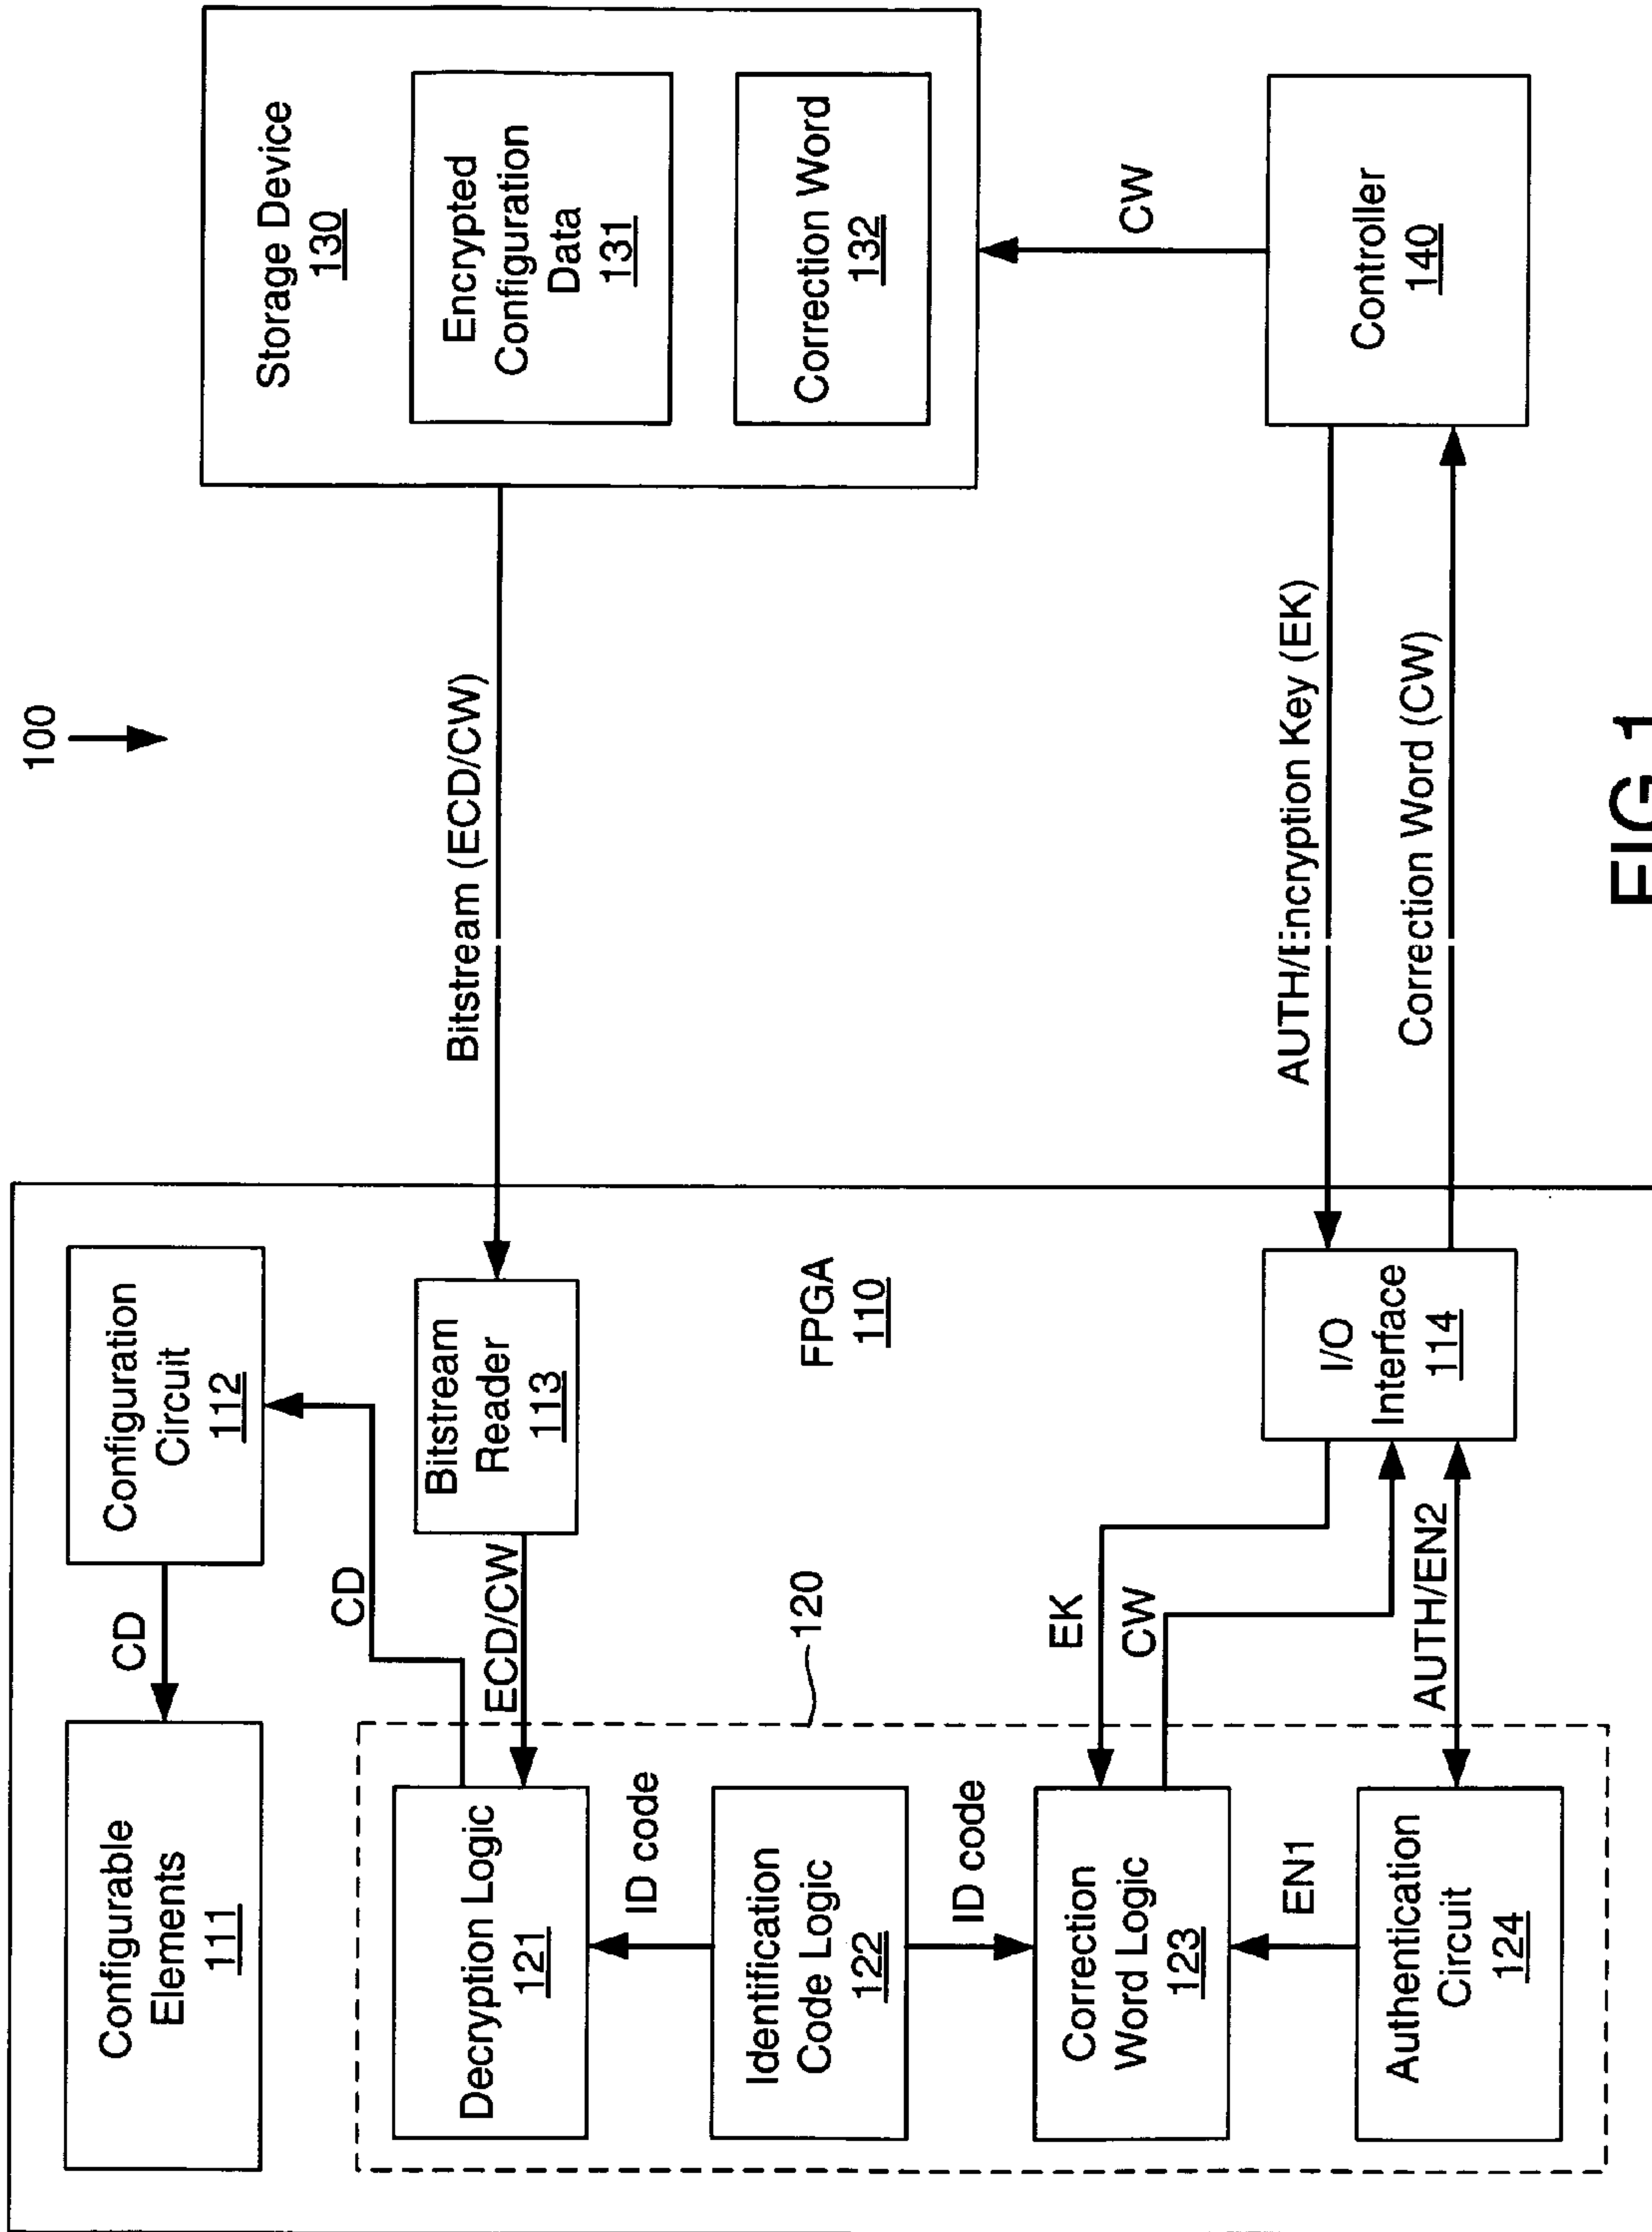 100
Configurable
Elements
111
CD
Configuration
Circuit
112
CD
Decryption Logic
121
ECD/CW
Bitstream
Reader
113
Bitstream (ECD/CW)
Storage Device
130
Encrypted
Configuration
Data
131
Correction Word
132
ID code
Identification
Code Logic
122
120
FPGA
110
ID code
Correction
Word Logic
123
EK
CW
EN1
Authentication
Circuit
124
AUTH/EN2
I/O
Interface
114
AUTH/Encryption Key (EK)
Correction Word (CW)
CW
Controller
140
FIG 1